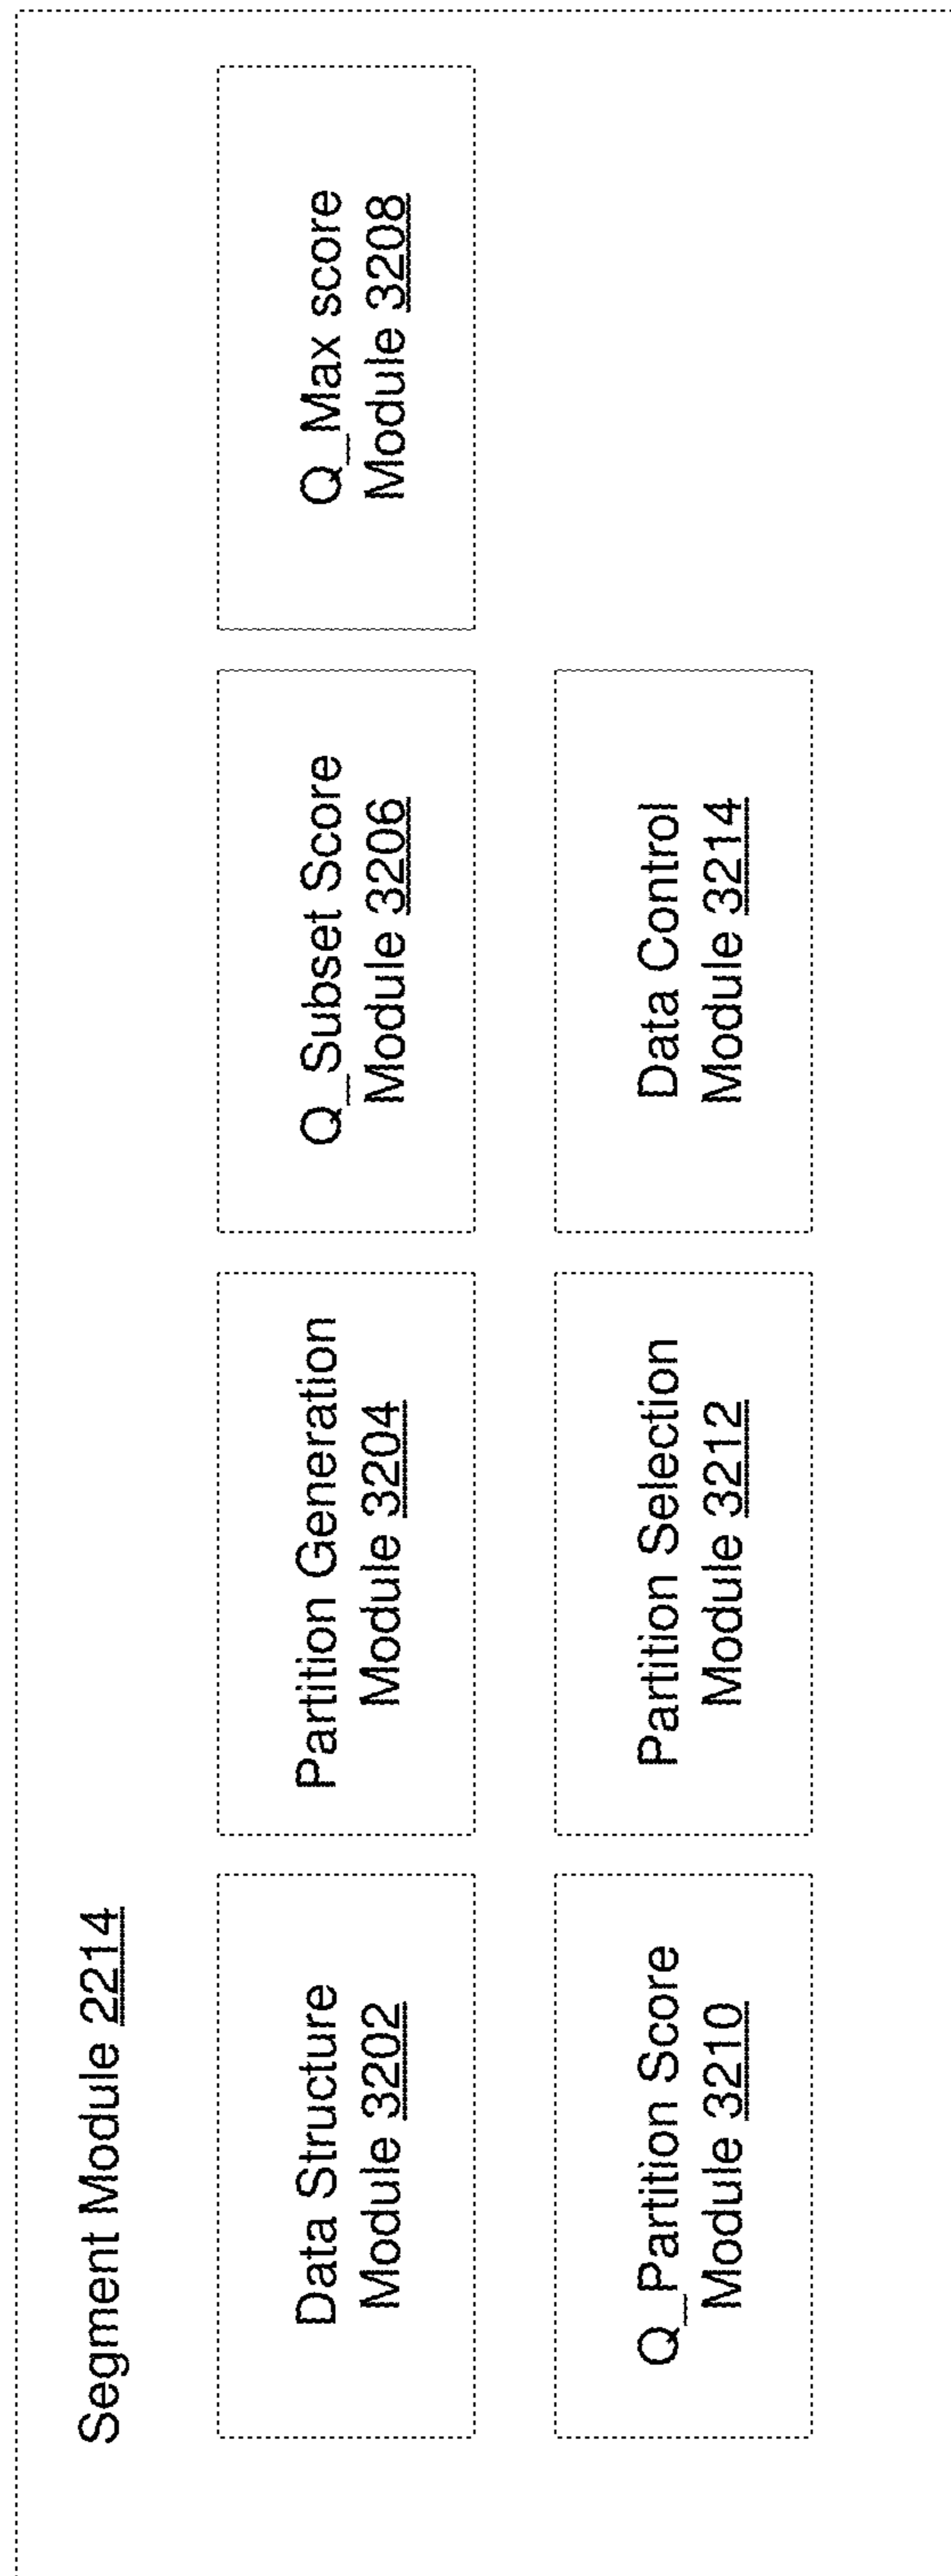 Segment Module 2214
Data Structure
Module 3202
Partition Generation
Module 3204
Q_Subset Score
Module 3206
Q_Max score
Module 3208
Q_Partition Score
Module 3210
Partition Selection
Module 3212
Data Control
Module 3214